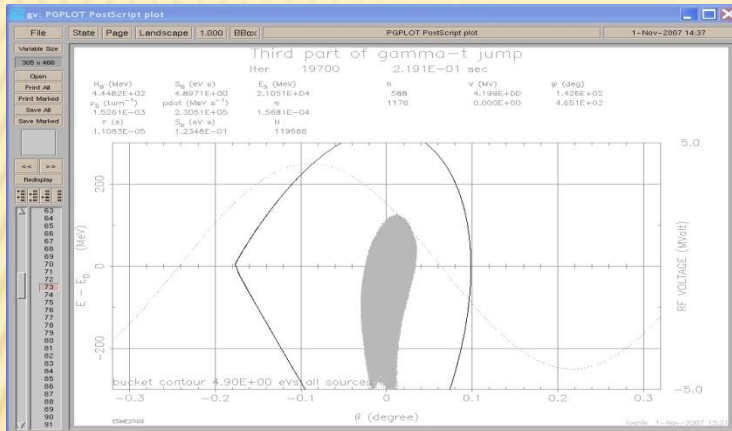 gv: PGPLOT PostScript plot
File State Page Landscape 1.000 BBox PGPLOT PostScript plot 1-Nov-2007 14:37
Variable Size
305 x 466
Open
Print All
Print Marked
Save All
Save Marked
<< >>
Redisplay
63
64
65
66
67
68
69
70
71
72
73
74
75
76
77
78
79
80
81
82
83
84
85
86
87
88
89
90
91
Third part of gamma-t jump
Iter 19700 2.191E-01 sec
H_B (MeV) S_B (eV s) E_S (MeV) h V (MV) ψ (deg)
4.4482E+02 4.8971E+00 2.1051E+04 588 4.199E+00 1.426E+02
ν_S (turn⁻¹) pdot (MeV s⁻¹) η 1176 0.000E+00 4.651E+02
1.5261E-03 2.3051E+05 1.5681E-04
τ (s) S_b (eV s) N
1.1083E-05 1.2348E-01 119588
5.0
200
0
-200
E - E_0 (MeV)
RF VOLTAGE (MVolt)
bucket contour 4.90E+00 eVs all sources
-5.0
-0.3 -0.2 -0.1 0 0.1 0.2 0.3
θ (degree)